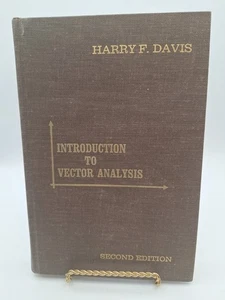 HARRY F. DAVIS
INTRODUCTION
TO
VECTOR ANALYSIS
SECOND EDITION